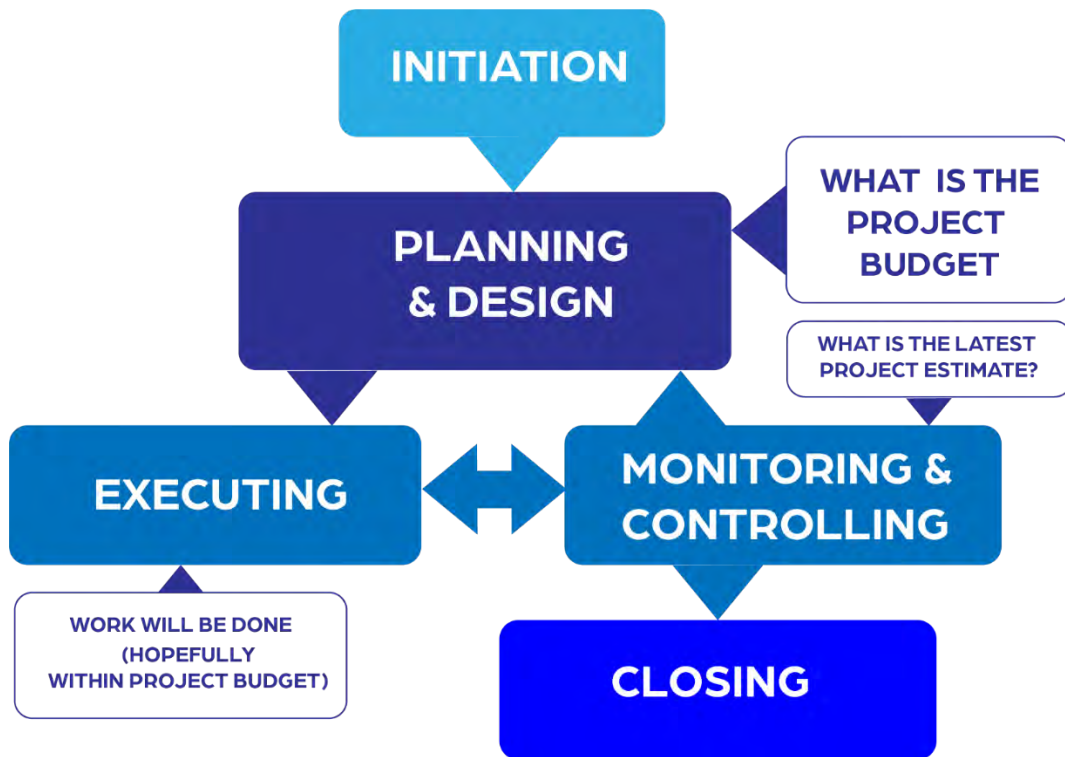 INITIATION
PLANNING
& DESIGN
WHAT IS THE
PROJECT
BUDGET
WHAT IS THE LATEST
PROJECT ESTIMATE?
EXECUTING
MONITORING &
CONTROLLING
WORK WILL BE DONE
(HOPEFULLY
WITHIN PROJECT BUDGET)
CLOSING